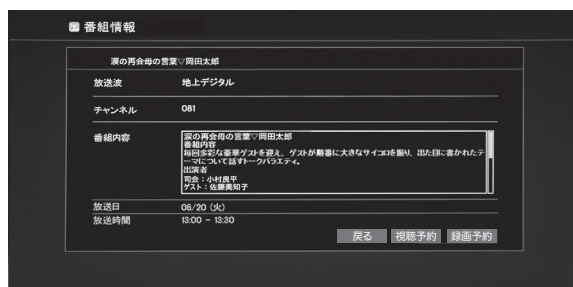 番組情報
涙の再会母の言葉▽岡田太郎
放送波 地上デジタル
チャンネル 081
番組内容 涙の再会母の言葉▽岡田太郎
番組内容
毎回多彩な豪華ゲストを迎え、ゲストが順番に大きなサイコロを振り、出た目に書かれたテ
ーマについて話すトークバラエティ。
出演者
司会：小村良平
ゲスト：佐藤美知子
放送日 06/20（火）
放送時間 13:00 － 13:30
戻る 視聴予約 録画予約